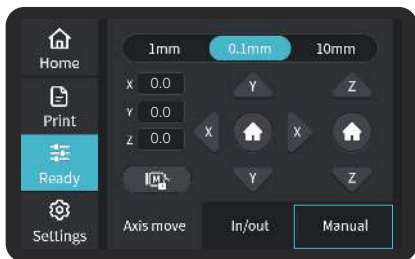 Home
Print
Ready
Settings
1mm 0.1mm 10mm
X 0.0
Y 0.0
Z 0.0
M
Y Z
X X
Y Z
Axis move In/out Manual